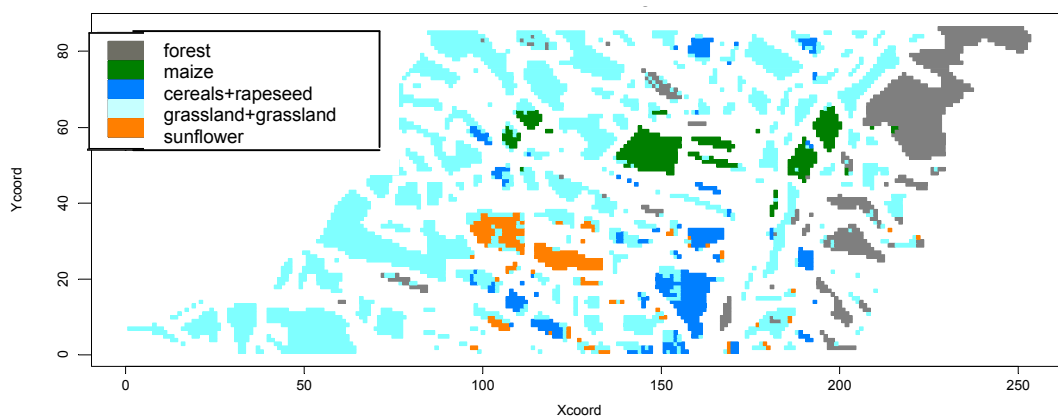 80
60
40
20
0
Ycoord
forest
maize
cereals+rapeseed
grassland+grassland
sunflower
0 50 100 150 200 250
Xcoord